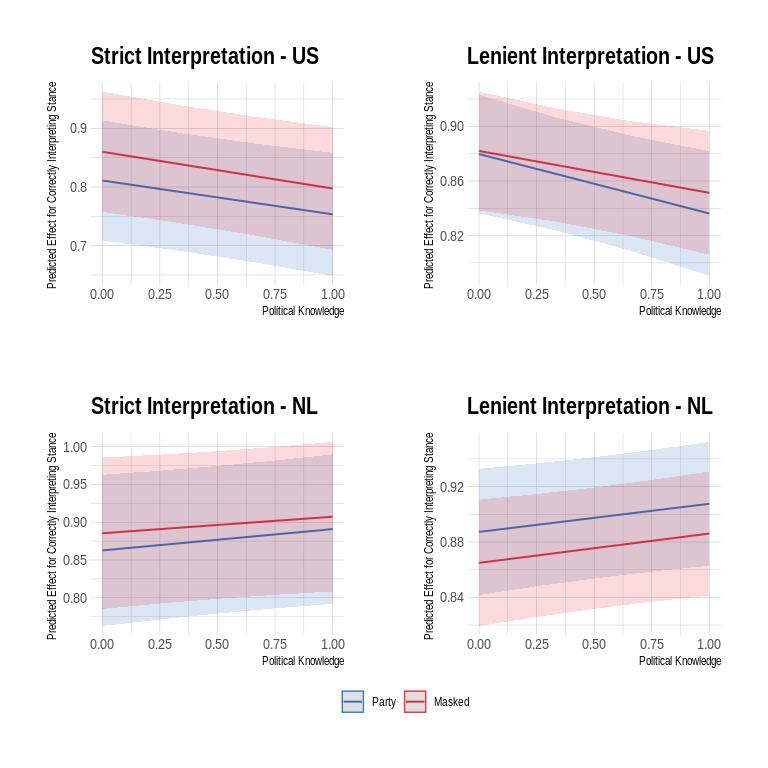 Strict Interpretation - US
Predicted Effect for Correctly Interpreting Stance
0.9
0.8
0.7
0.00 0.25 0.50 0.75 1.00
Political Knowledge
Lenient Interpretation - US
Predicted Effect for Correctly Interpreting Stance
0.90
0.86
0.82
0.00 0.25 0.50 0.75 1.00
Political Knowledge
Strict Interpretation - NL
Predicted Effect for Correctly Interpreting Stance
1.00
0.95
0.90
0.85
0.80
0.00 0.25 0.50 0.75 1.00
Political Knowledge
Lenient Interpretation - NL
Predicted Effect for Correctly Interpreting Stance
0.92
0.88
0.84
0.00 0.25 0.50 0.75 1.00
Political Knowledge
Party Masked